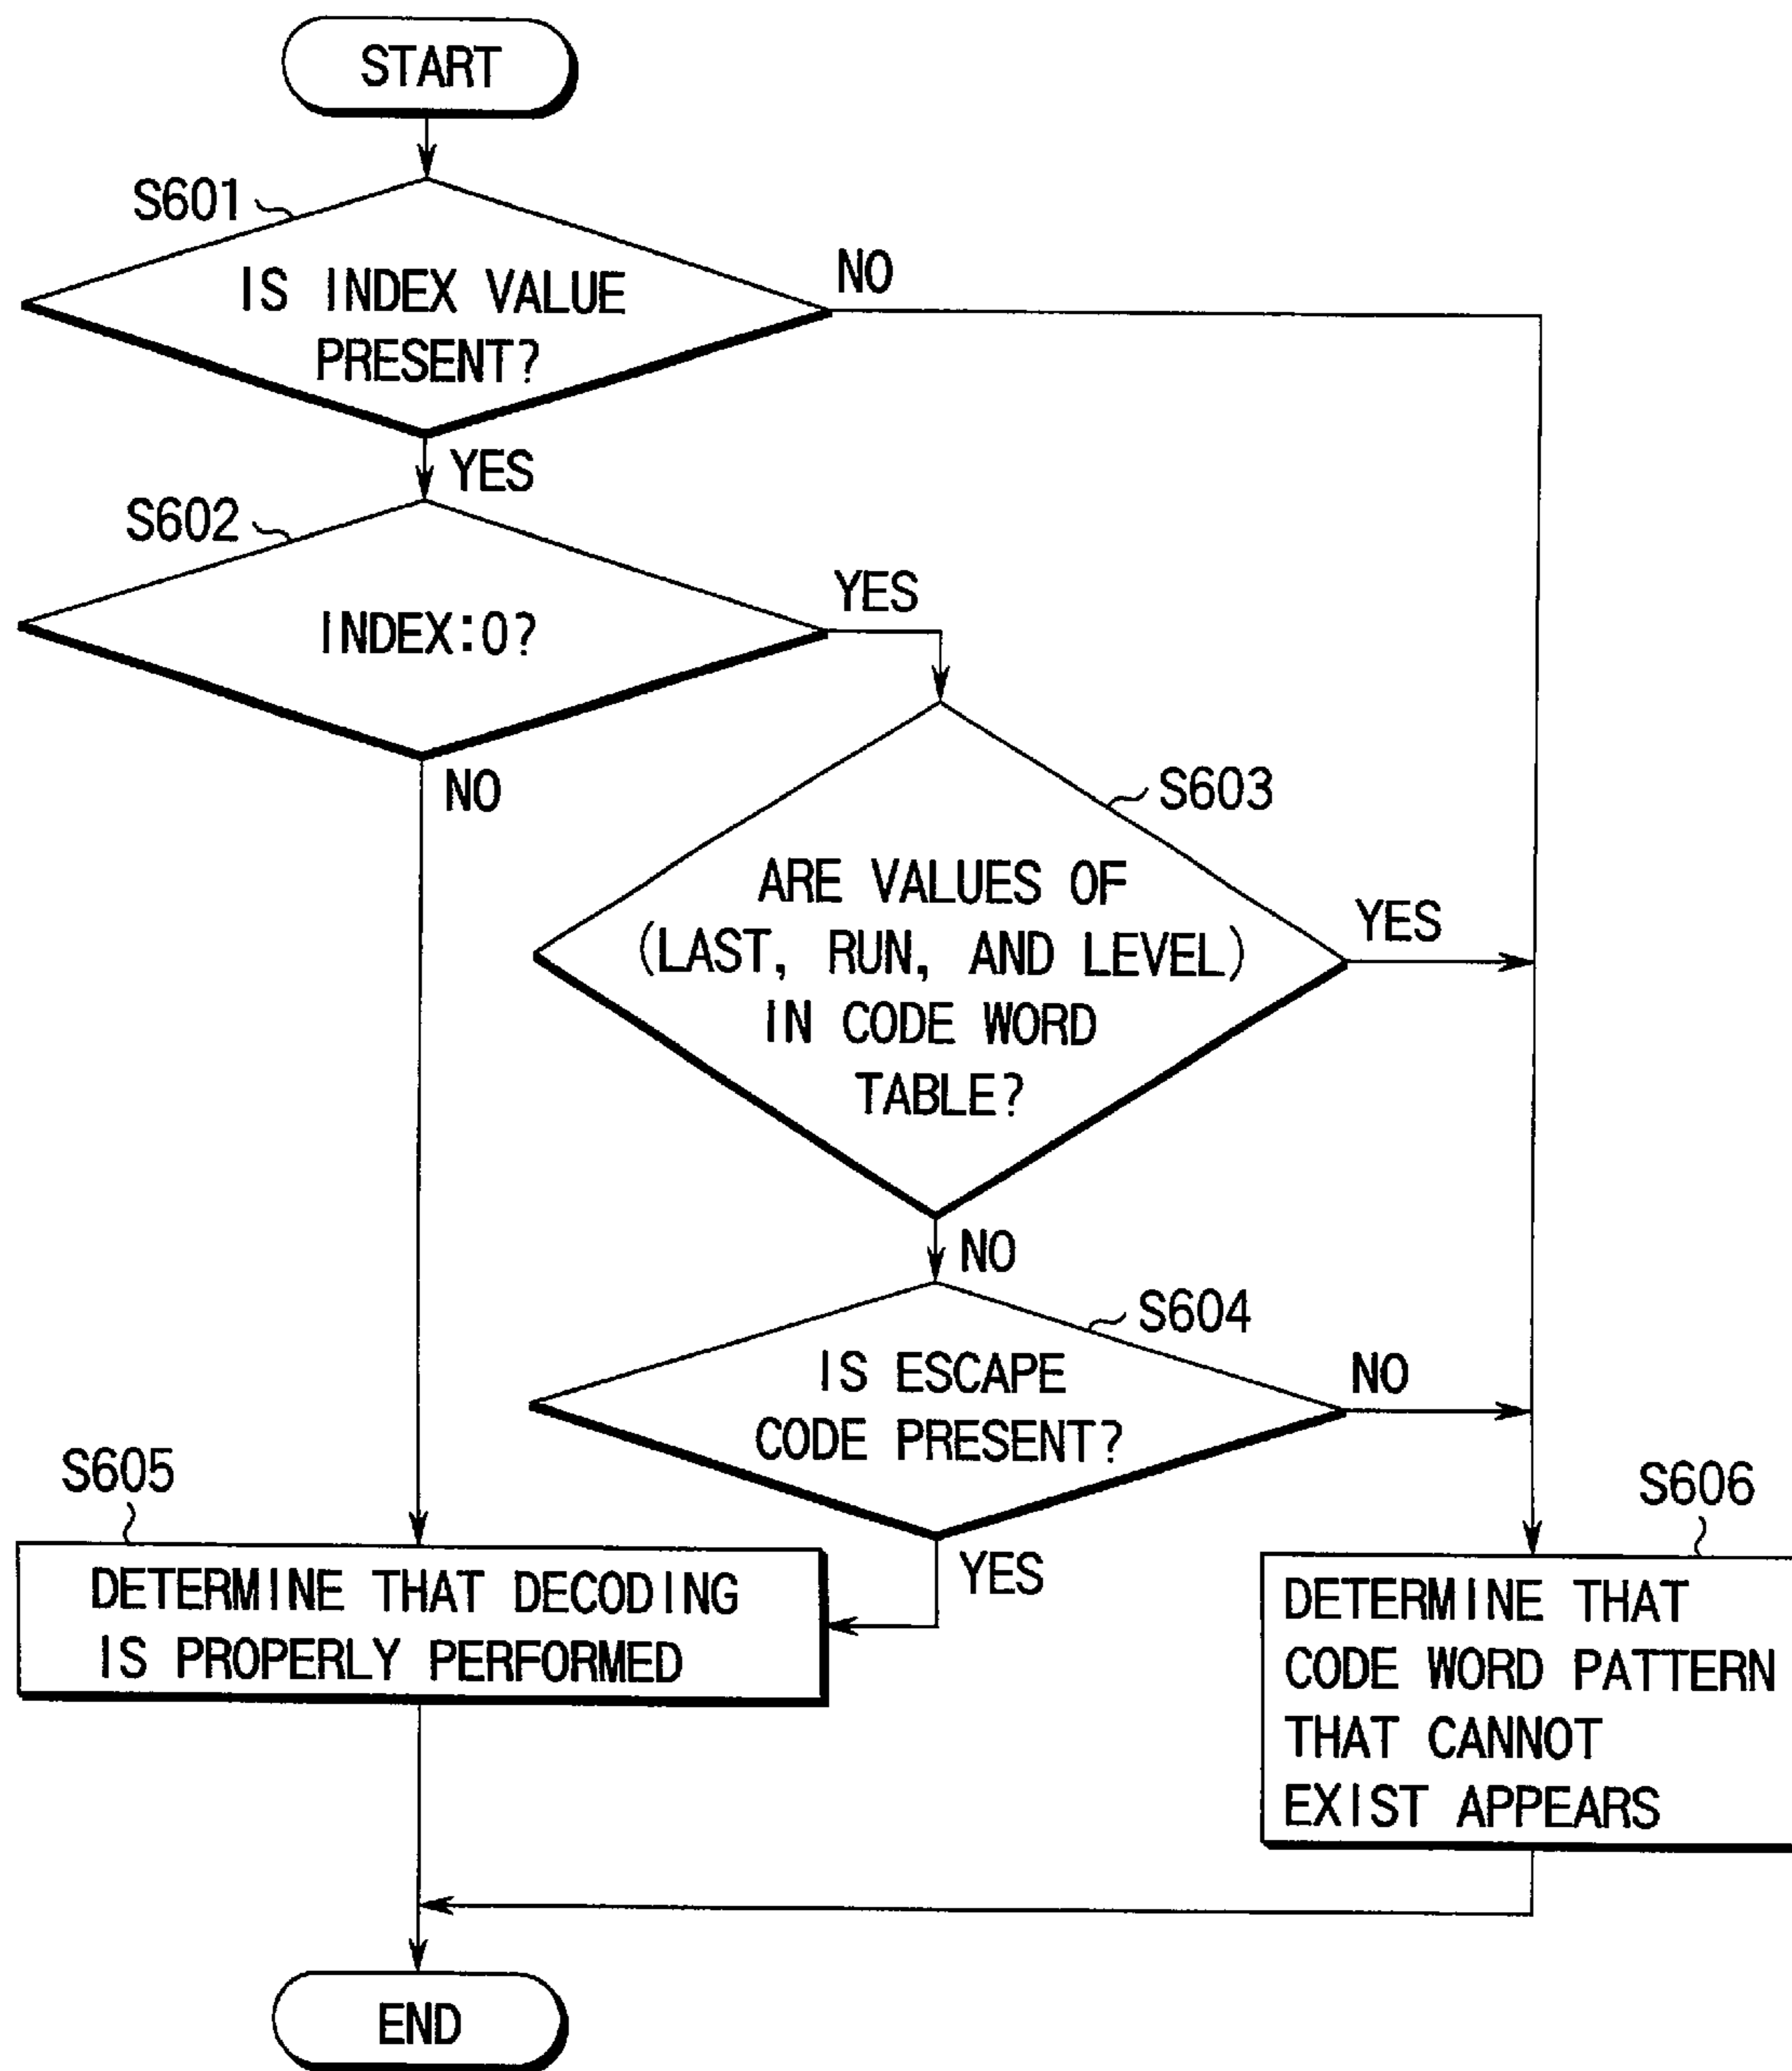 START
S601
IS INDEX VALUE
PRESENT?
NO
YES
S602
INDEX:0?
YES
NO
S603
ARE VALUES OF
(LAST, RUN, AND LEVEL)
IN CODE WORD
TABLE?
YES
NO
S604
IS ESCAPE
CODE PRESENT?
NO
YES
S605
DETERMINE THAT DECODING
IS PROPERLY PERFORMED
S606
DETERMINE THAT
CODE WORD PATTERN
THAT CANNOT
EXIST APPEARS
END